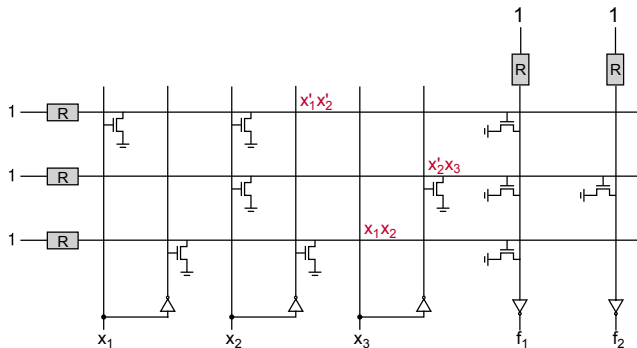 1 1
R R
x'₁x'₂
1 R
x'₂x₃
1 R
x₁x₂
1 R
x₁ x₂ x₃ f₁ f₂